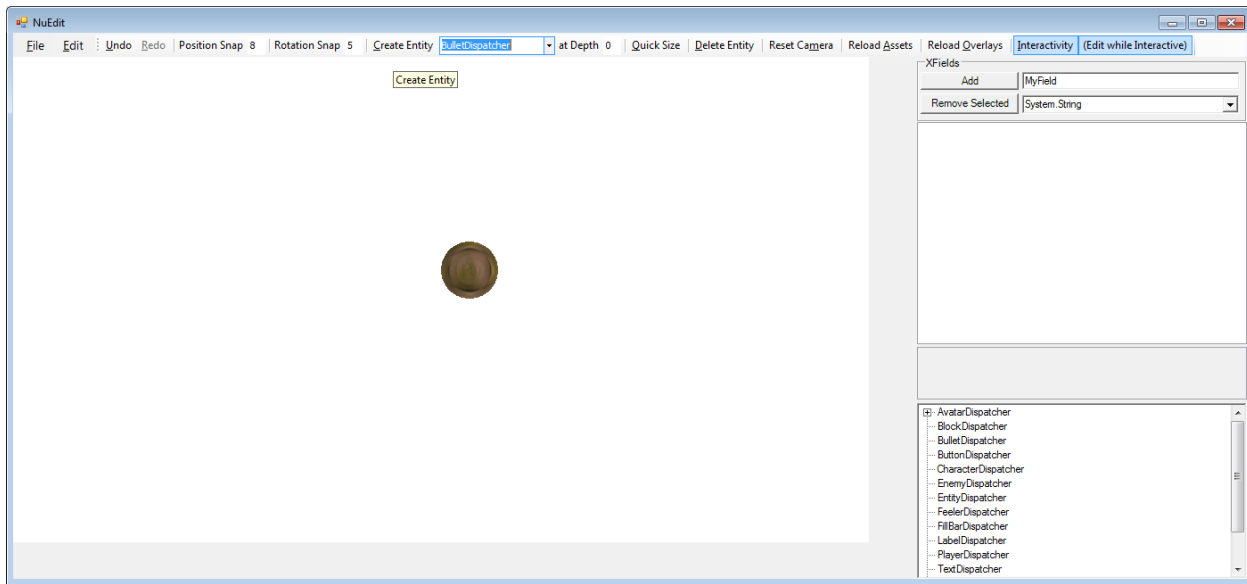 NuEdit
File Edit Undo Redo Position Snap 8 Rotation Snap 5 Create Entity BulletDispatcher at Depth 0 Quick Size Delete Entity Reset Camera Reload Assets Reload Overlays Interactivity (Edit while Interactive)
Create Entity
XFields
Add MyField
Remove Selected System.String
AvatarDispatcher
BlockDispatcher
BulletDispatcher
ButtonDispatcher
CharacterDispatcher
EnemyDispatcher
EntityDispatcher
FeelerDispatcher
FillBarDispatcher
LabelDispatcher
PlayerDispatcher
TextDispatcher